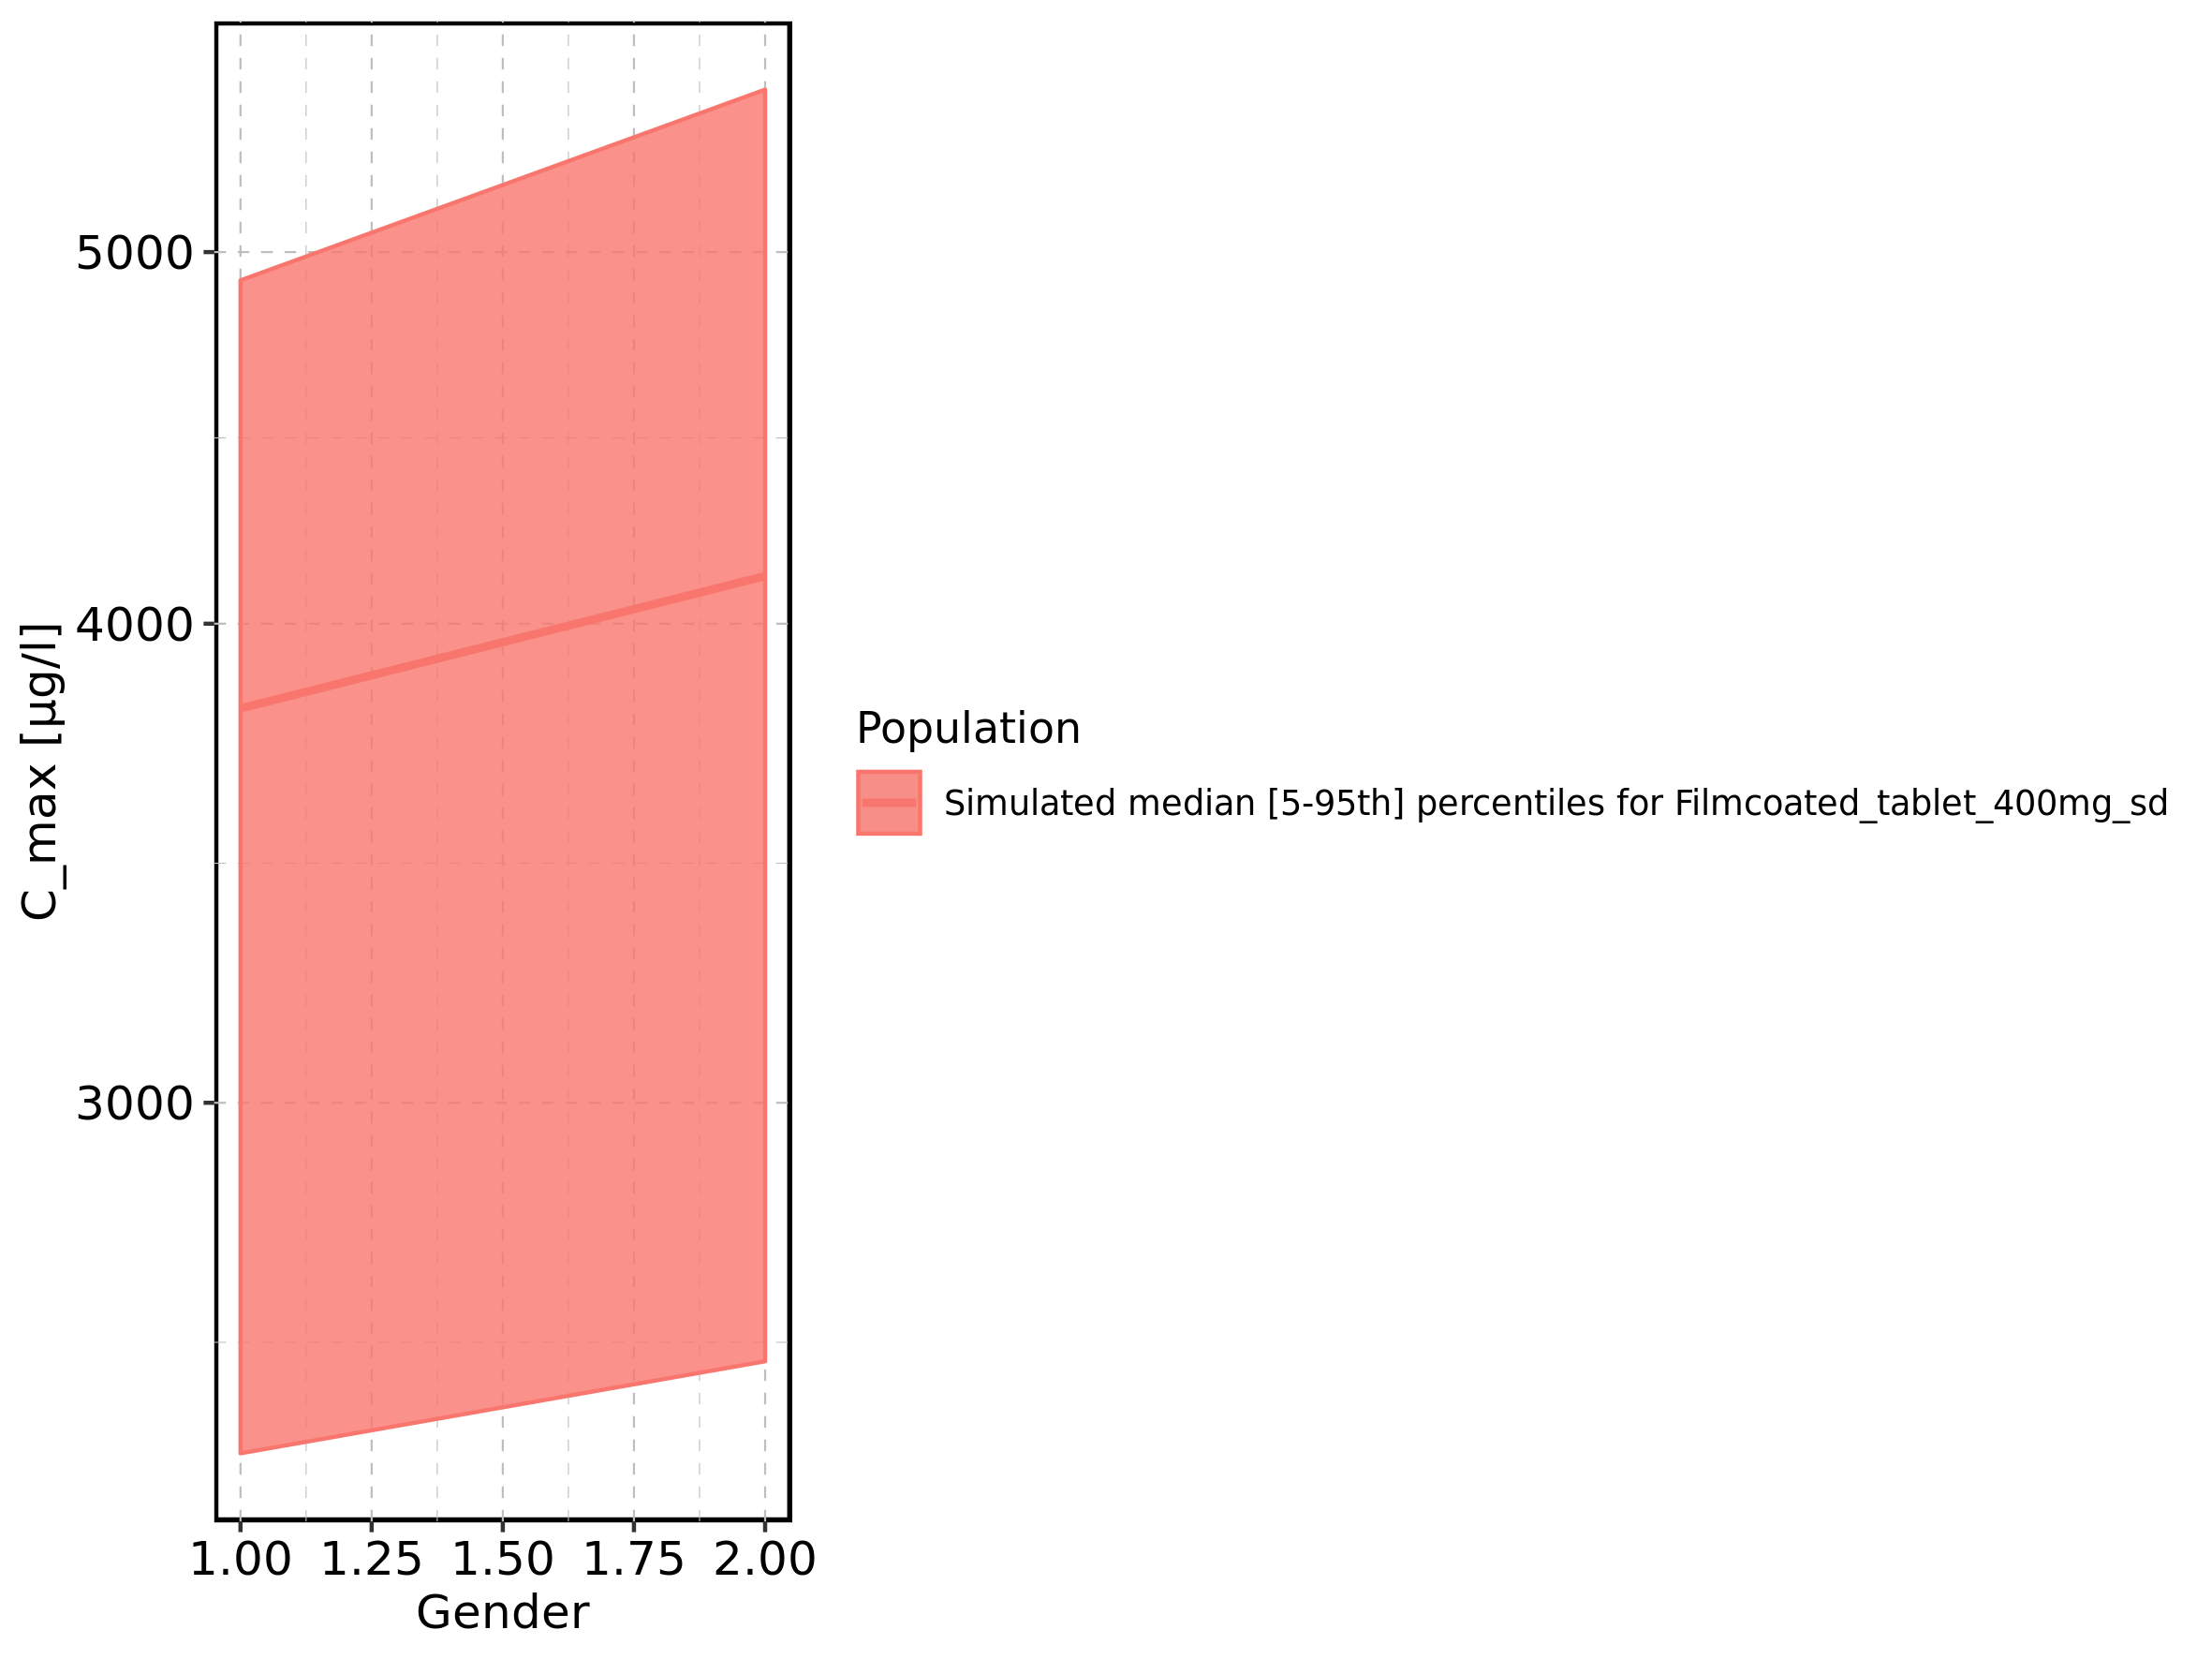 5000
4000
3000
C_max [µg/l]
1.00 1.25 1.50 1.75 2.00
Gender
Population
Simulated median [5-95th] percentiles for Filmcoated_tablet_400mg_sd